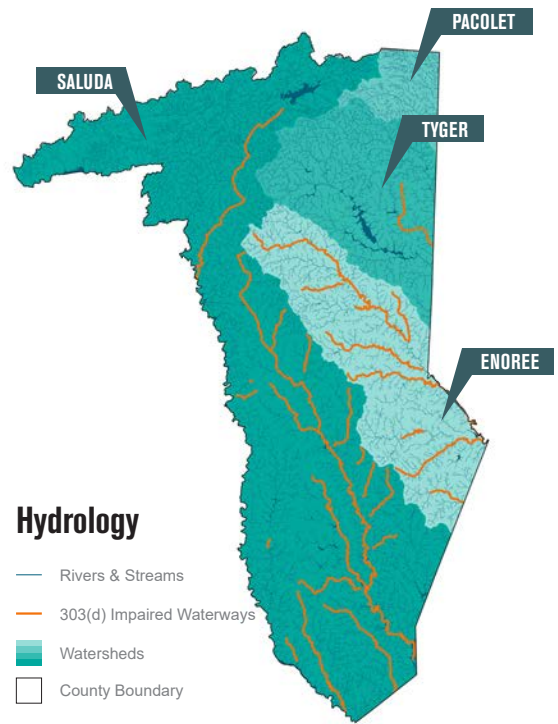 PACOLET
SALUDA
TYGER
ENOREE
Hydrology
Rivers & Streams
303(d) Impaired Waterways
Watersheds
County Boundary